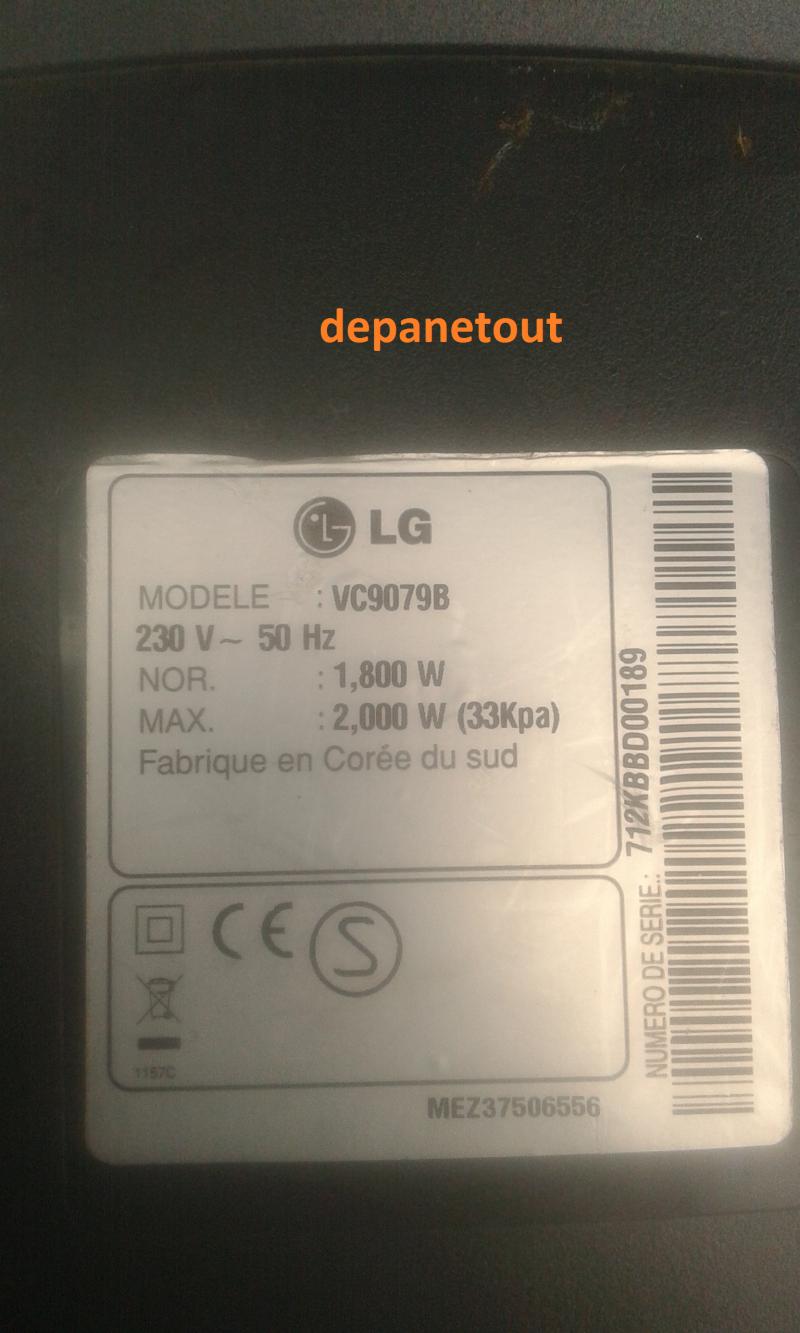 depanetout
LG
MODELE : VC9079B
230 V~ 50 Hz
NOR. : 1,800 W
MAX. : 2,000 W (33Kpa)
Fabrique en Corée du sud
NUMERO DE SERIE.: 712KBBD00189
CE
S
1157C
MEZ37506556